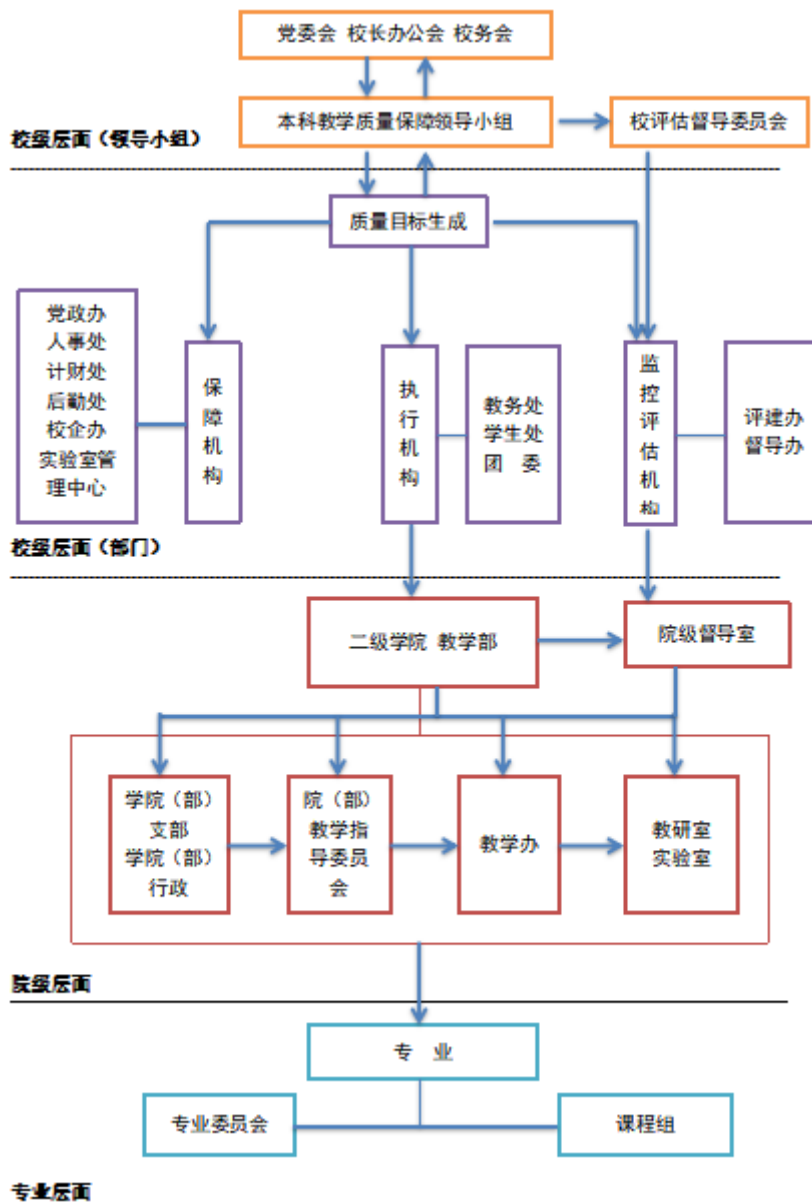 党委会 校长办公会 校务会
本科教学质量保障领导小组
校评估督导委员会
校级层面（领导小组）
质量目标生成
党政办
人事处
计财处
后勤处
校企办
实验室管
理中心
保
障
机
构
执
行
机
构
教务处
学生处
团 委
监
控
评
估
机
构
评建办
督导办
校级层面（部门）
二级学院 教学部
院级督导室
学院（部）
支部
学院（部）
行政
院（部）
教学指
导委员
会
教学办
教研室
实验室
院级层面
专 业
专业委员会
课程组
专业层面